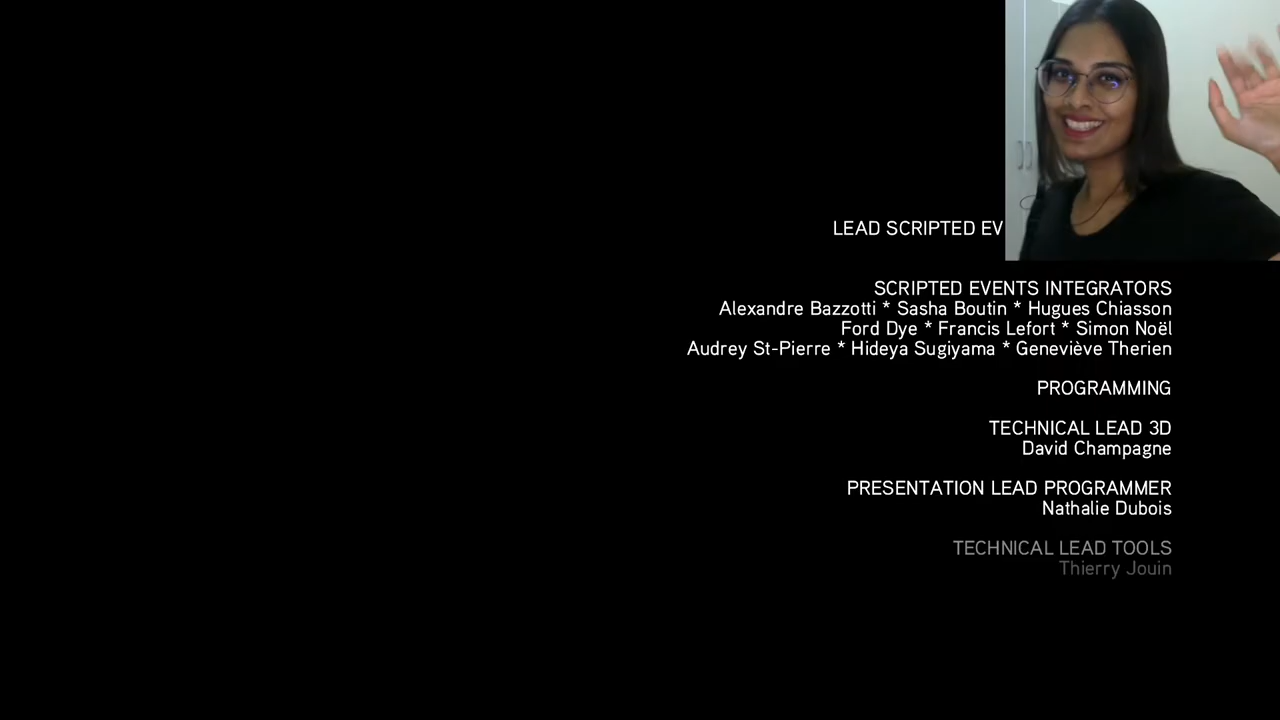 LEAD SCRIPTED EV
SCRIPTED EVENTS INTEGRATORS
Alexandre Bazzotti * Sasha Boutin * Hugues Chiasson
Ford Dye * Francis Lefort * Simon Noël
Audrey St-Pierre * Hideya Sugiyama * Geneviève Therien
PROGRAMMING
TECHNICAL LEAD 3D
David Champagne
PRESENTATION LEAD PROGRAMMER
Nathalie Dubois
TECHNICAL LEAD TOOLS
Thierry Jouin